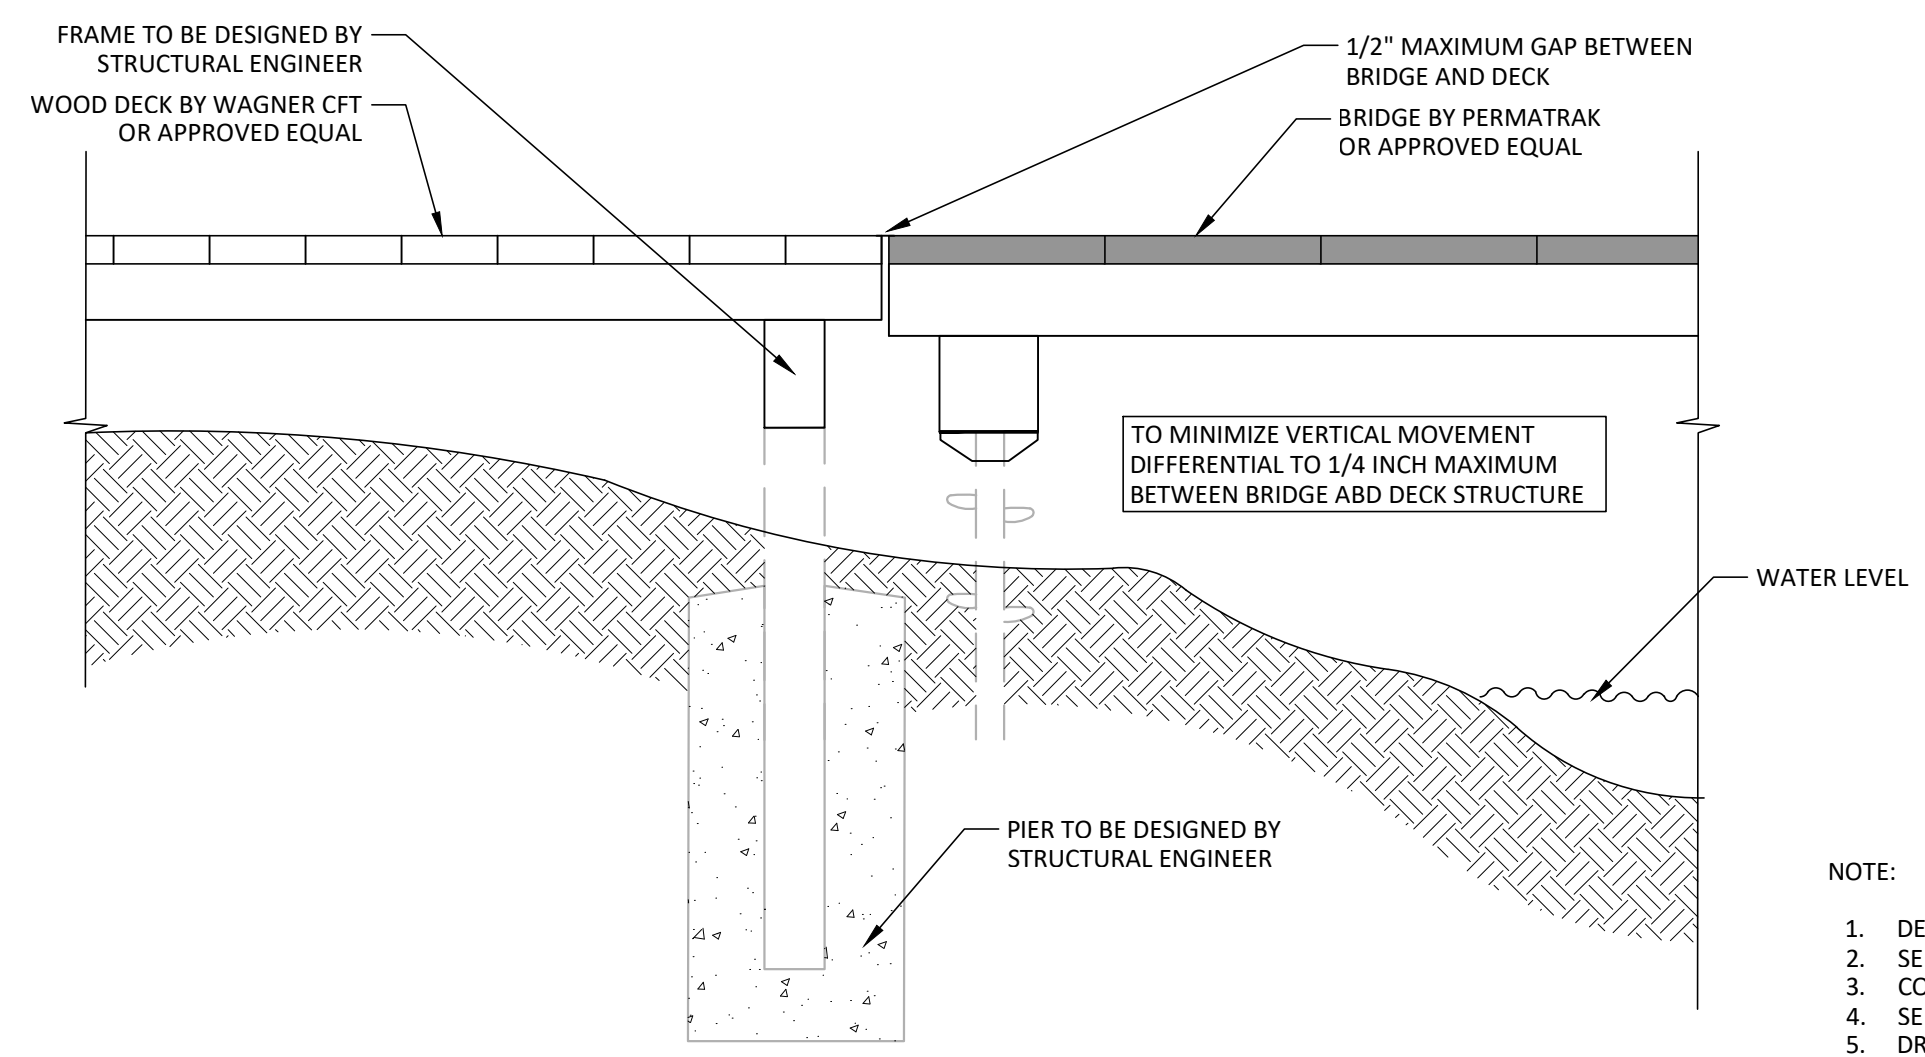 FRAME TO BE DESIGNED BY
STRUCTURAL ENGINEER
WOOD DECK BY WAGNER CFT
OR APPROVED EQUAL
1/2" MAXIMUM GAP BETWEEN
BRIDGE AND DECK
BRIDGE BY PERMATRAK
OR APPROVED EQUAL
TO MINIMIZE VERTICAL MOVEMENT
DIFFERENTIAL TO 1/4 INCH MAXIMUM
BETWEEN BRIDGE ABD DECK STRUCTURE
WATER LEVEL
PIER TO BE DESIGNED BY
STRUCTURAL ENGINEER
NOTE:
1.
2.
3.
4.
5.